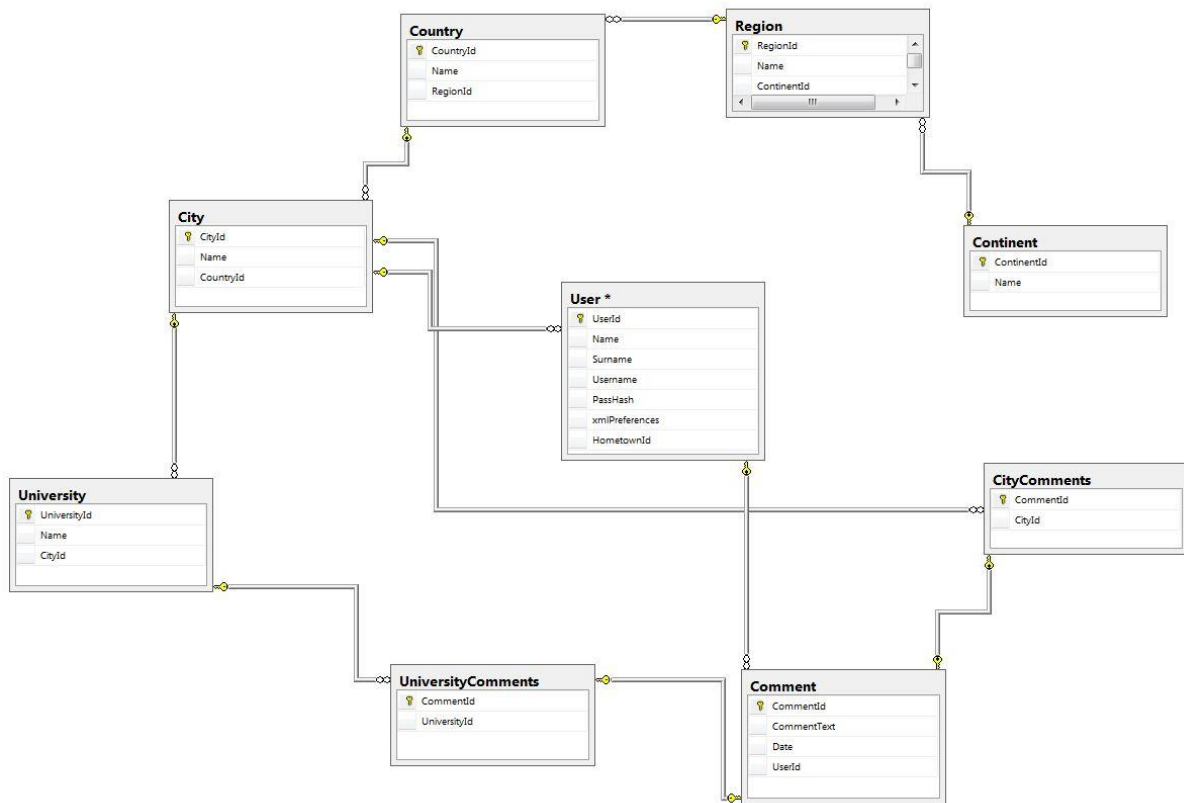 Country
CountryId
Name
RegionId
Region
RegionId
Name
ContinentId
City
CityId
Name
CountryId
Continent
ContinentId
Name
User *
UserId
Name
Surname
Username
PassHash
xmlPreferences
HometownId
University
UniversityId
Name
CityId
CityComments
CommentId
CityId
UniversityComments
CommentId
UniversityId
Comment
CommentId
CommentText
Date
UserId